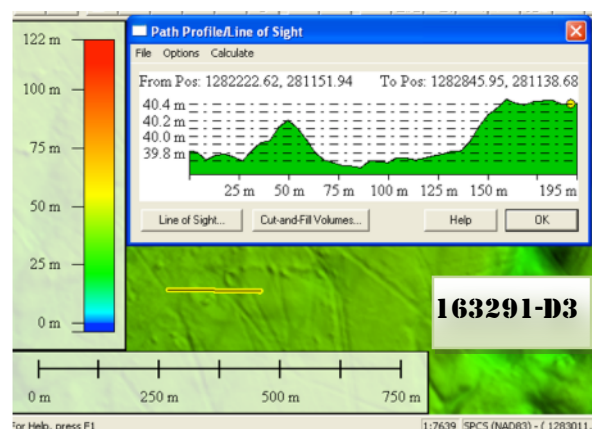 122 m
100 m
75 m
50 m
25 m
0 m
Path Profile/Line of Sight
File Options Calculate
From Pos: 1282222.62, 281151.94 To Pos: 1282845.95, 281138.68
40.4 m
40.2 m
40.0 m
39.8 m
25 m 50 m 75 m 100 m 125 m 150 m 195 m
Line of Sight... Cut-and-Fill Volumes... Help OK
163291-D3
0 m 250 m 500 m 750 m
For Help, press F1 1:7639 SPCS (NAD83) - ( 1283011.